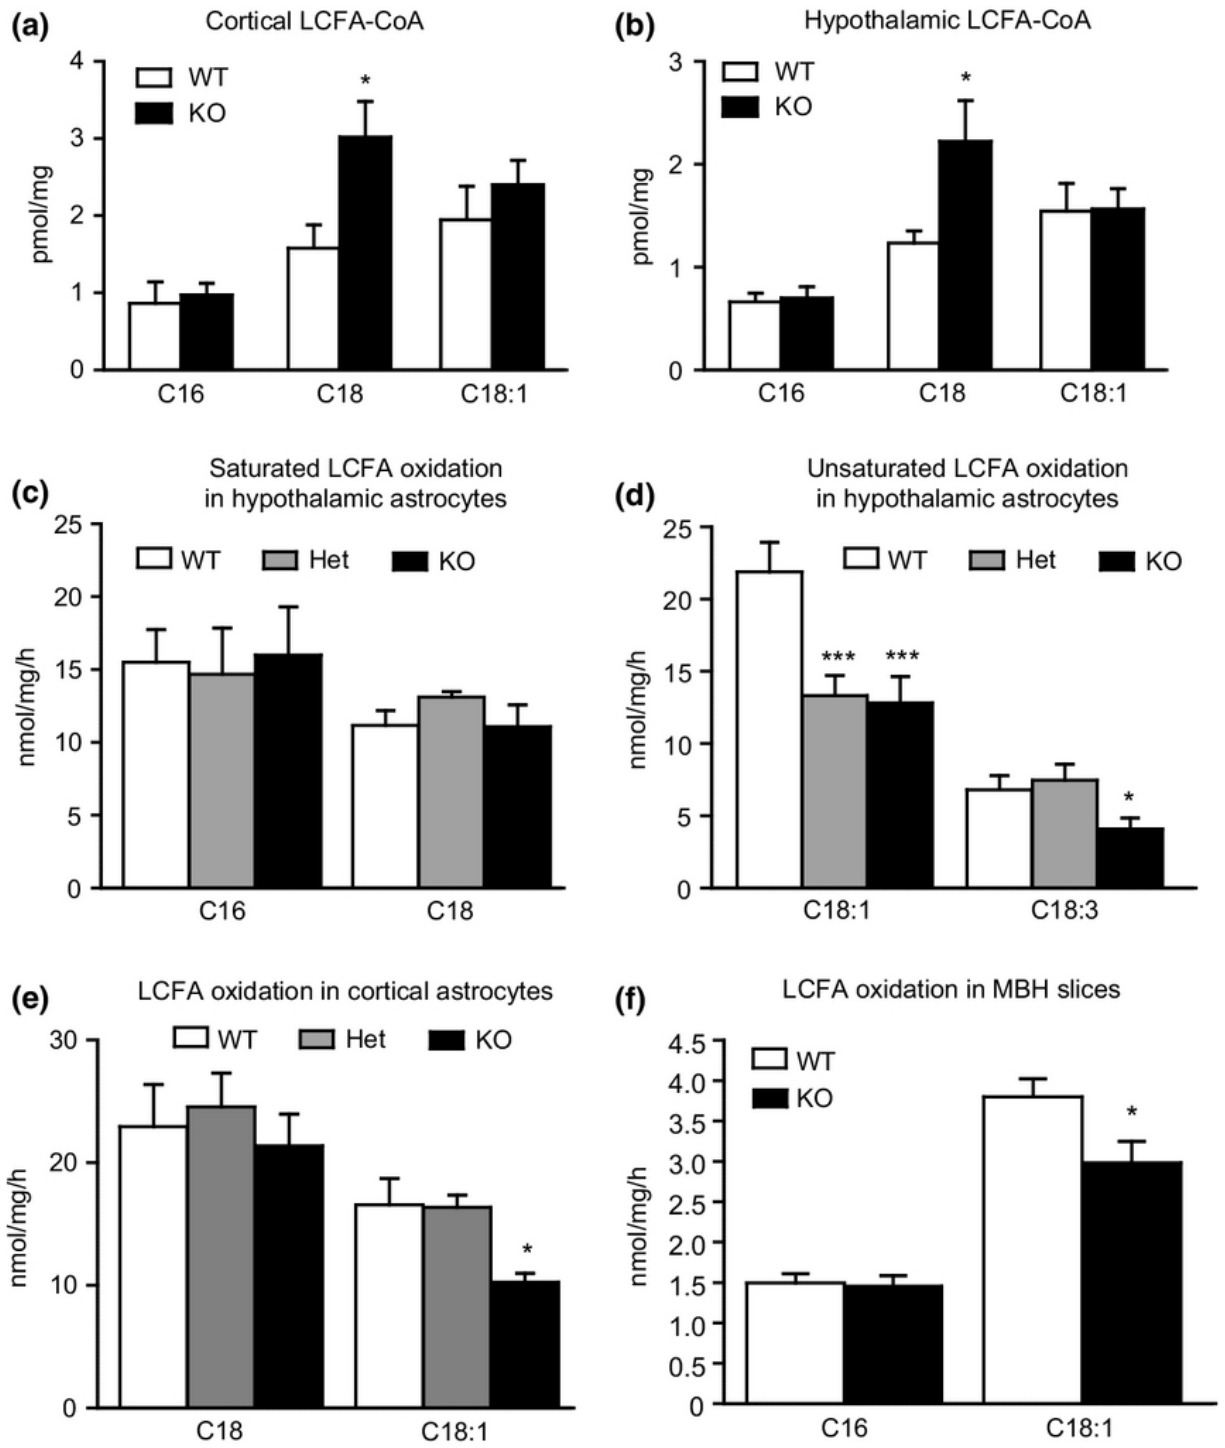 (a)
Cortical LCFA-CoA
WT
KO
*
4
3
2
1
0
pmol/mg
C16
C18
C18:1
(b)
Hypothalamic LCFA-CoA
WT
KO
*
3
2
1
0
pmol/mg
C16
C18
C18:1
(c)
Saturated LCFA oxidation
in hypothalamic astrocytes
WT
Het
KO
25
20
15
10
5
0
nmol/mg/h
C16
C18
(d)
Unsaturated LCFA oxidation
in hypothalamic astrocytes
WT
Het
KO
***
***
*
25
20
15
10
5
0
nmol/mg/h
C18:1
C18:3
(e)
LCFA oxidation in cortical astrocytes
WT
Het
KO
*
30
20
10
0
nmol/mg/h
C18
C18:1
(f)
LCFA oxidation in MBH slices
WT
KO
*
4.5
4.0
3.5
3.0
2.5
2.0
1.5
1.0
0.5
0
nmol/mg/h
C16
C18:1